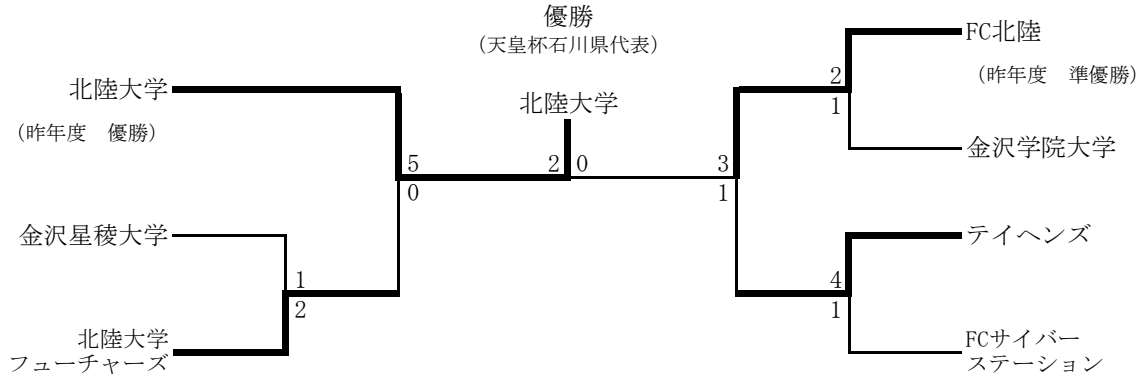 優勝
（天皇杯石川県代表）
北陸大学
FC北陸
（昨年度　準優勝）
北陸大学
（昨年度　優勝）
2
1
金沢学院大学
5
0
2
0
3
1
金沢星稜大学
テイヘンズ
1
2
4
1
北陸大学
フューチャーズ
FCサイバー
ステーション